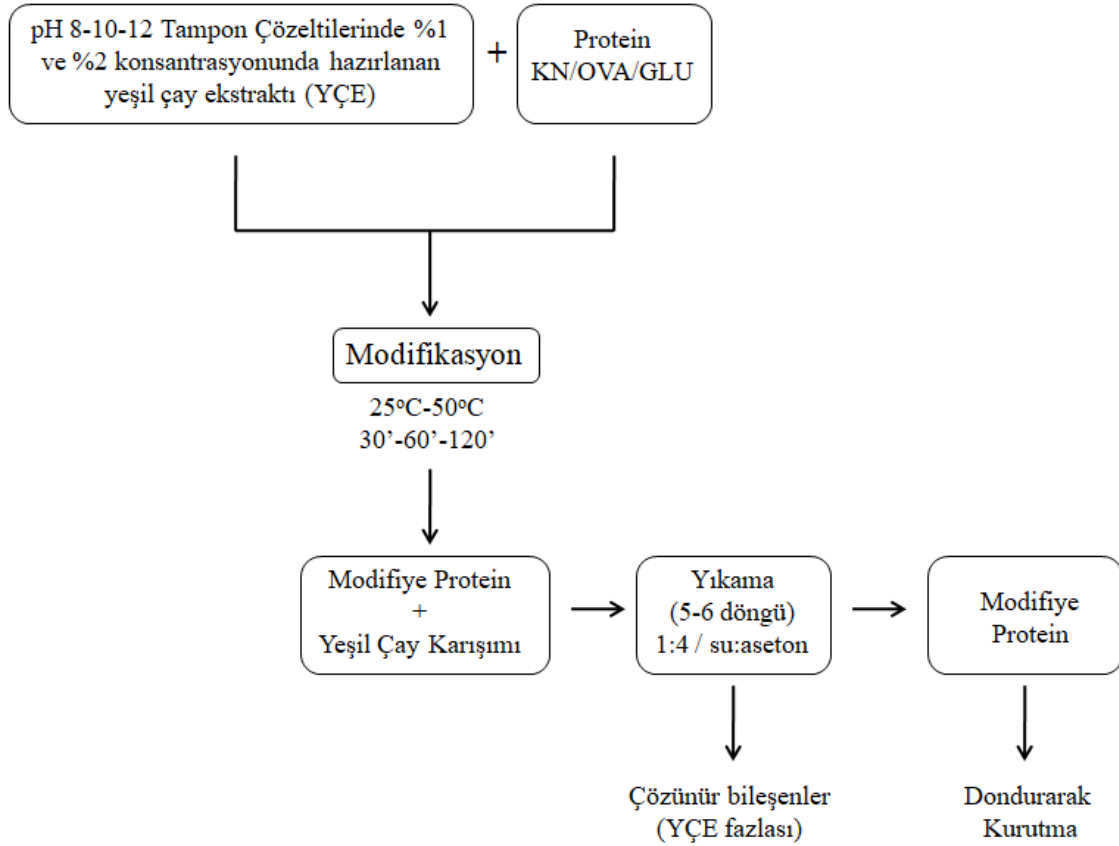 pH 8-10-12 Tampon Çözeltilerinde %1
ve %2 konsantrasyonunda hazırlanan
yeşil çay ekstraktı (YÇE)
+
Protein
KN/OVA/GLU
Modifikasyon
25°C-50°C
30’-60’-120’
Modifiye Protein
+
Yeşil Çay Karışımı
Yıkama
(5-6 döngü)
1:4 / su:aseton
Modifiye
Protein
Çözünür bileşenler
(YÇE fazlası)
Dondurarak
Kurutma